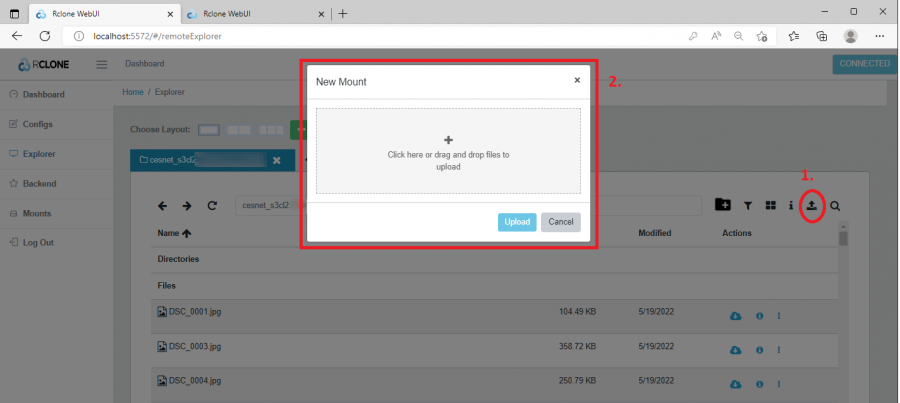 Rclone WebUI
Rclone WebUI
localhost:5572/#/remoteExplorer
RCLONE
Dashboard
CONNECTED
Dashboard
Configs
Explorer
Backend
Mounts
Log Out
Home / Explorer
Choose Layout:
cesnet_s3cl2
New Mount
2.
Click here or drag and drop files to
upload
Upload
Cancel
1.
cesnet_s3cl2
Name
Modified
Actions
Directories
Files
DSC_0001.jpg 104.49 KB 5/19/2022
DSC_0003.jpg 358.72 KB 5/19/2022
DSC_0004.jpg 250.79 KB 5/19/2022